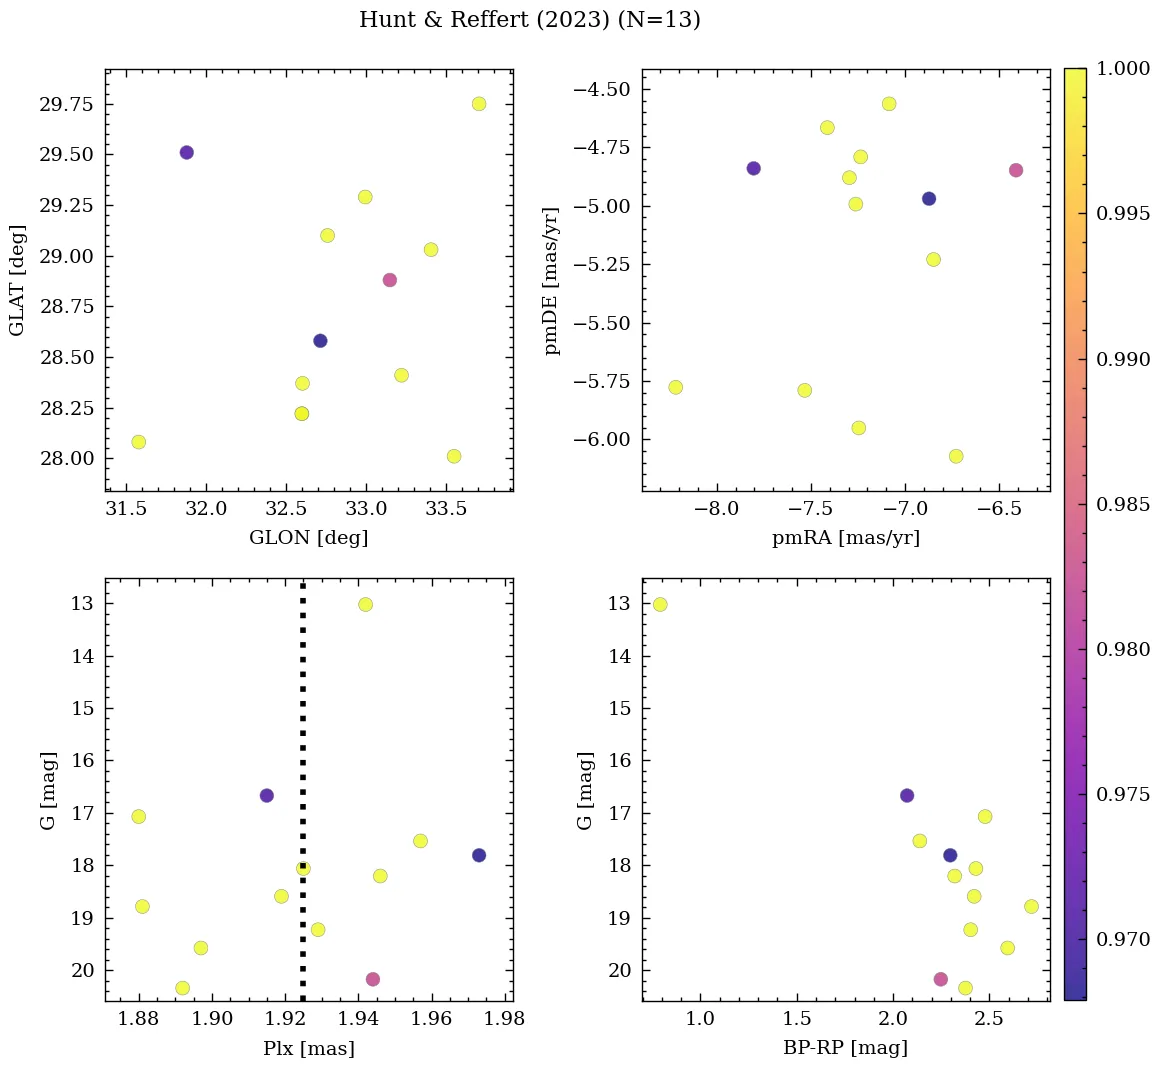 Hunt & Reffert (2023) (N=13)
29.75
29.50
29.25
29.00
28.75
28.50
28.25
28.00
GLAT [deg]
31.5 32.0 32.5 33.0 33.5
GLON [deg]
−4.50
−4.75
−5.00
−5.25
−5.50
−5.75
−6.00
pmDE [mas/yr]
−8.0 −7.5 −7.0 −6.5
pmRA [mas/yr]
13
14
15
16
17
18
19
20
G [mag]
1.88 1.90 1.92 1.94 1.96 1.98
Plx [mas]
13
14
15
16
17
18
19
20
G [mag]
1.0 1.5 2.0 2.5
BP-RP [mag]
1.000
0.995
0.990
0.985
0.980
0.975
0.970